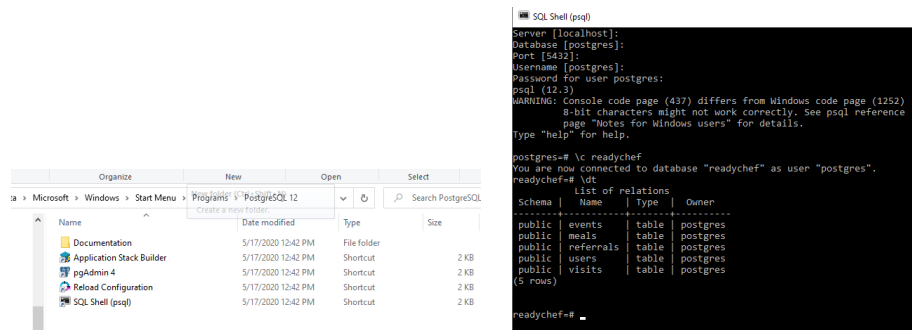 Organize New Open Select
ta › Microsoft › Windows › Start Menu › Programs › PostgreSQL 12 Search PostgreSQL
New folder (Ctrl+Shift+N)
Create a new folder.
Name Date modified Type Size
Documentation 5/17/2020 12:42 PM File folder
Application Stack Builder 5/17/2020 12:42 PM Shortcut 2 KB
pgAdmin 4 5/17/2020 12:42 PM Shortcut 2 KB
Reload Configuration 5/17/2020 12:42 PM Shortcut 2 KB
SQL Shell (psql) 5/17/2020 12:42 PM Shortcut 2 KB
SQL Shell (psql)
Server [localhost]:
Database [postgres]:
Port [5432]:
Username [postgres]:
Password for user postgres:
psql (12.3)
WARNING: Console code page (437) differs from Windows code page (1252)
8-bit characters might not work correctly. See psql reference
page "Notes for Windows users" for details.
Type "help" for help.
postgres=# \c readychef
You are now connected to database "readychef" as user "postgres".
readychef=# \dt
List of relations
Schema | Name | Type | Owner
--------+-----------+-------+----------
public | events | table | postgres
public | meals | table | postgres
public | referrals | table | postgres
public | users | table | postgres
public | visits | table | postgres
(5 rows)
readychef=# _